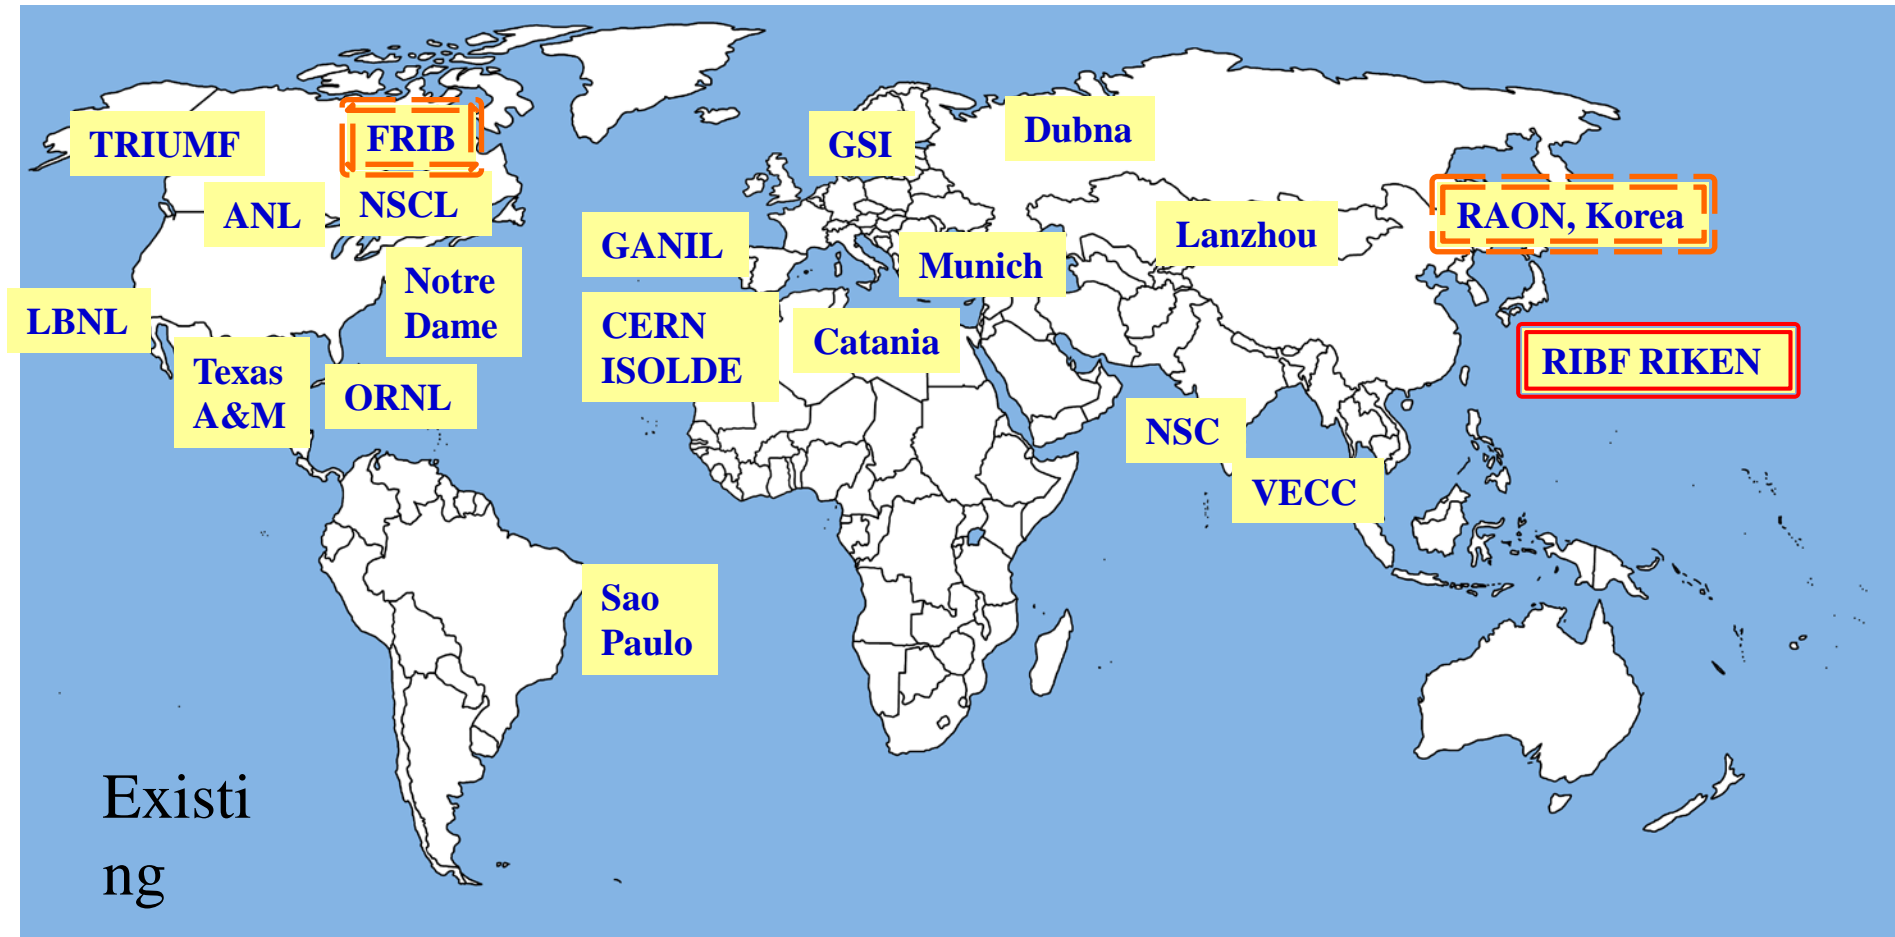 TRIUMF
FRIB
ANL
NSCL
LBNL
Notre
Dame
Texas
A&M
ORNL
GSI
Dubna
GANIL
Munich
Lanzhou
RAON, Korea
CERN
ISOLDE
Catania
RIBF RIKEN
NSC
VECC
Sao
Paulo
Existi
ng